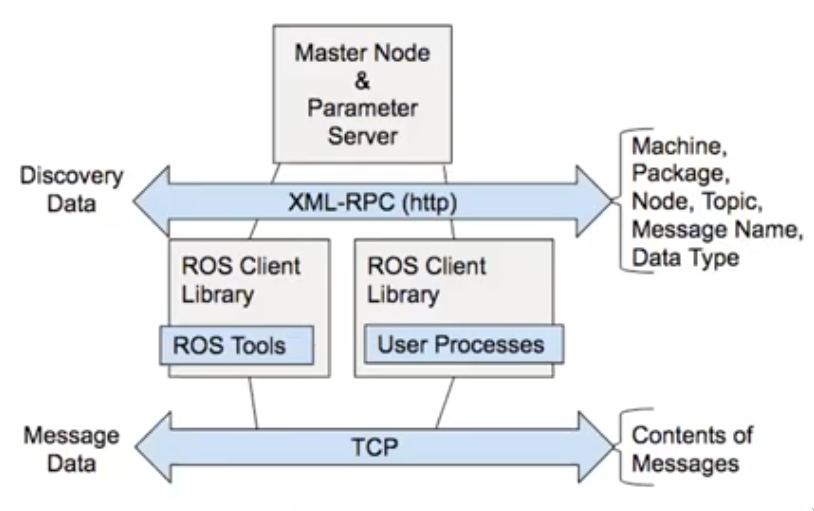 Master Node
&
Parameter
Server
Discovery
Data
XML-RPC (http)
Machine,
Package,
Node, Topic,
Message Name,
Data Type
ROS Client
Library
ROS Tools
ROS Client
Library
User Processes
Message
Data
TCP
Contents of
Messages